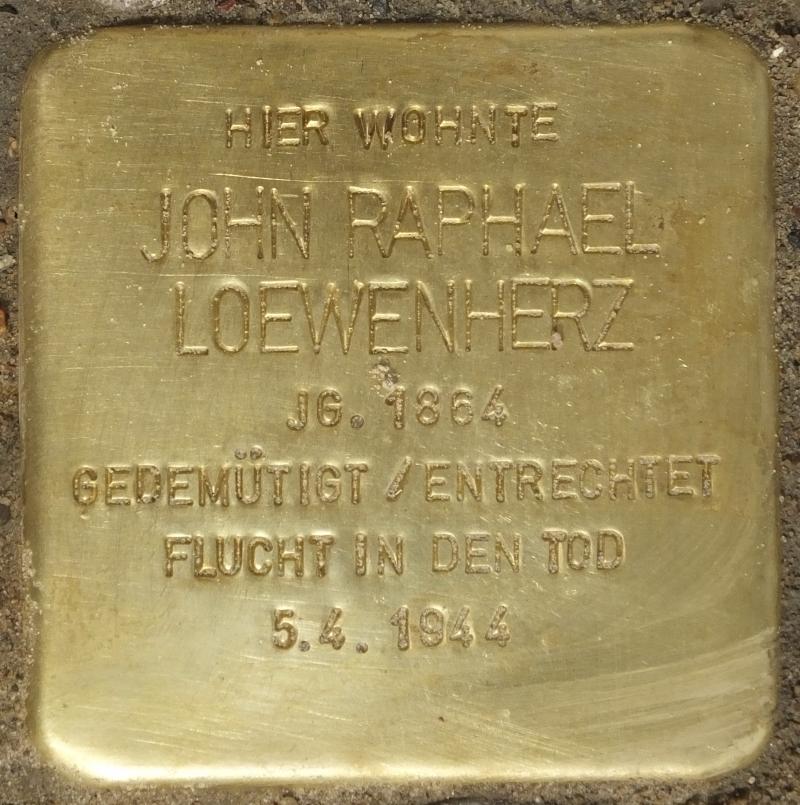 HIER WOHNTE
JOHN RAPHAEL
LOEWENHERZ
JG. 1864
GEDEMÜTIGT / ENTRECHTET
FLUCHT IN DEN TOD
5.4. 1944